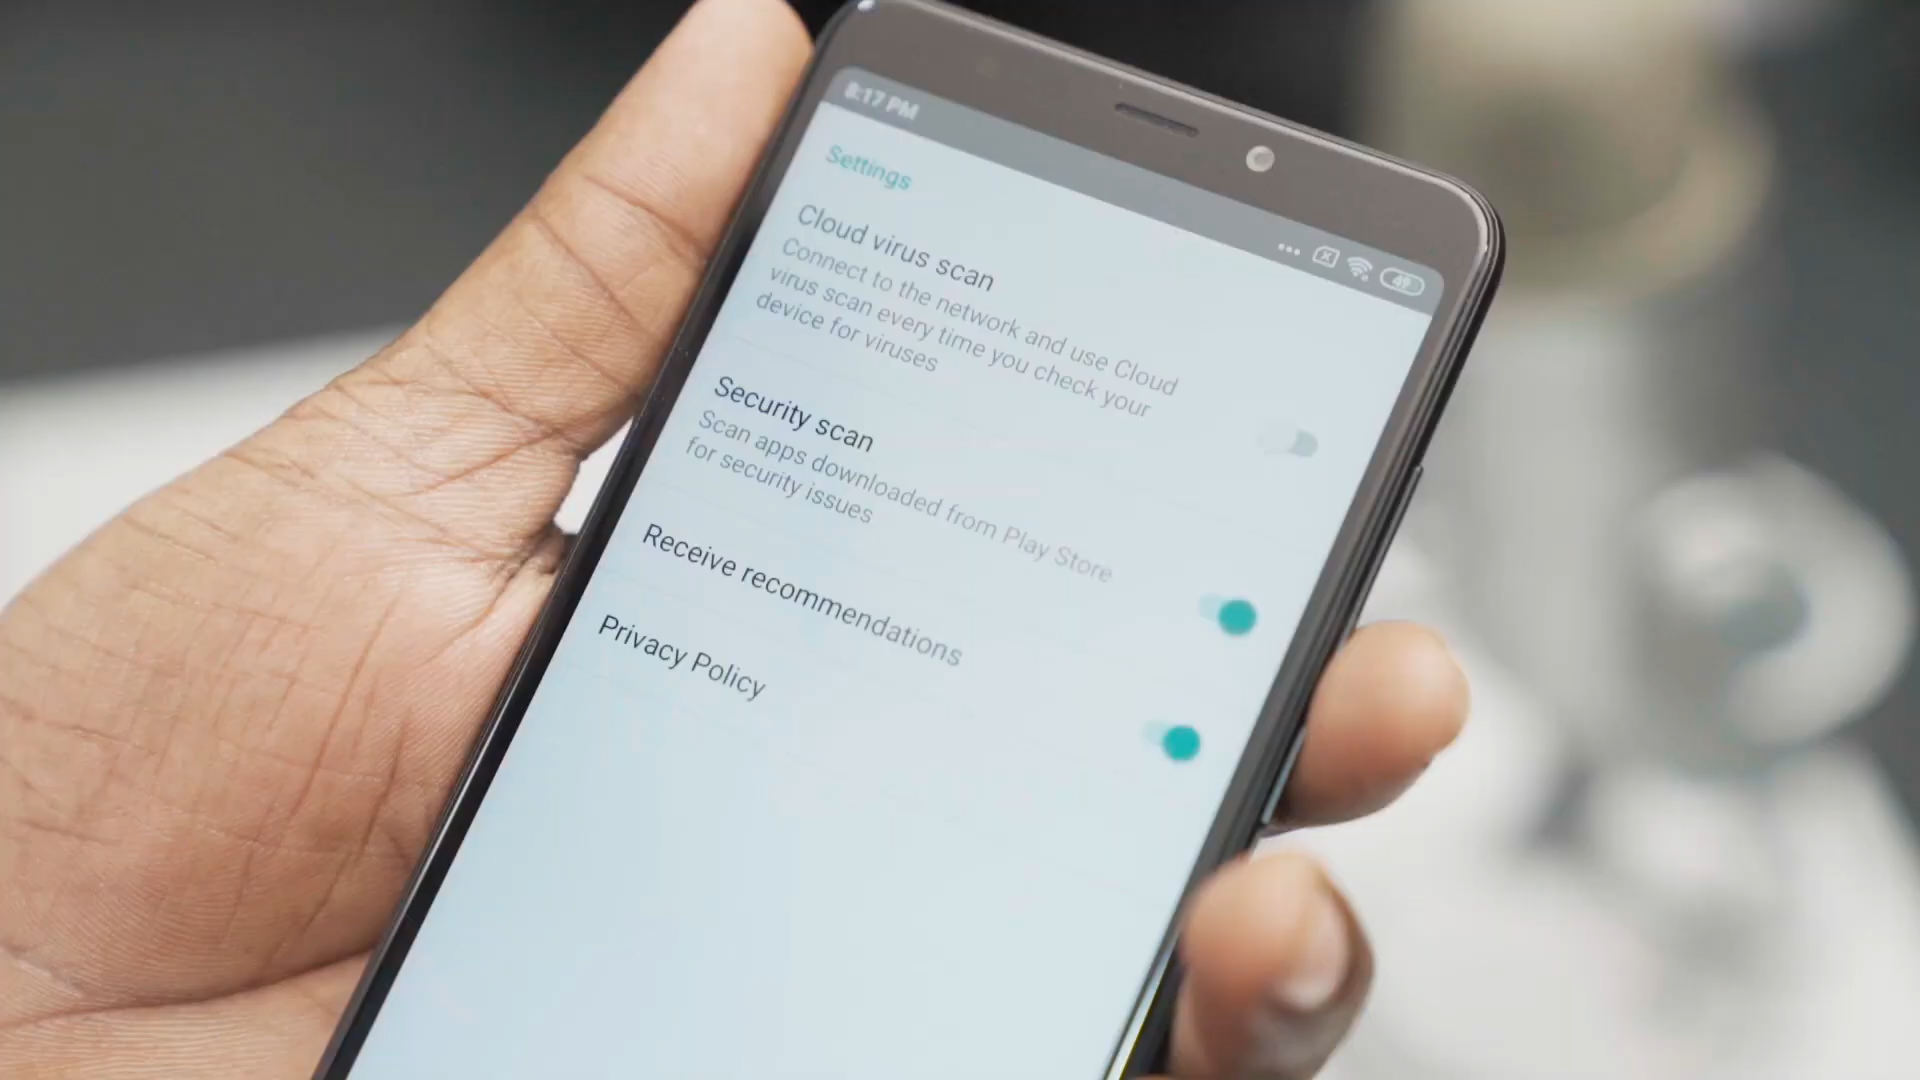 8:17 PM
49
Settings
Cloud virus scan
Connect to the network and use Cloud
virus scan every time you check your
device for viruses
Security scan
Scan apps downloaded from Play Store
for security issues
Receive recommendations
Privacy Policy